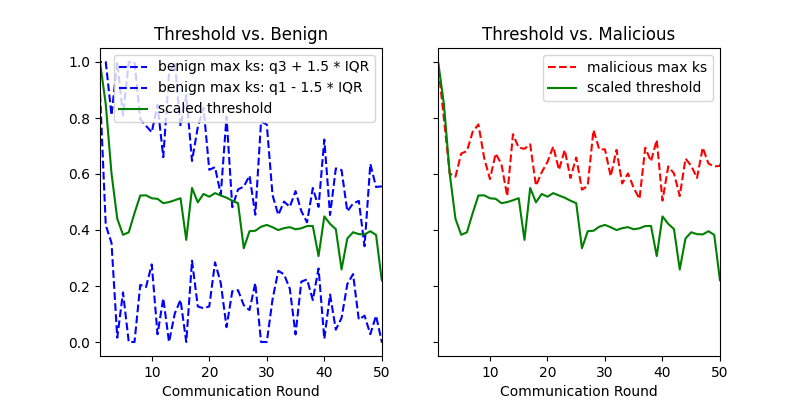 Threshold vs. Benign
benign max ks: q3 + 1.5 * IQR
benign max ks: q1 - 1.5 * IQR
scaled threshold
1.0
0.8
0.6
0.4
0.2
0.0
10 20 30 40 50
Communication Round
Threshold vs. Malicious
malicious max ks
scaled threshold
10 20 30 40 50
Communication Round